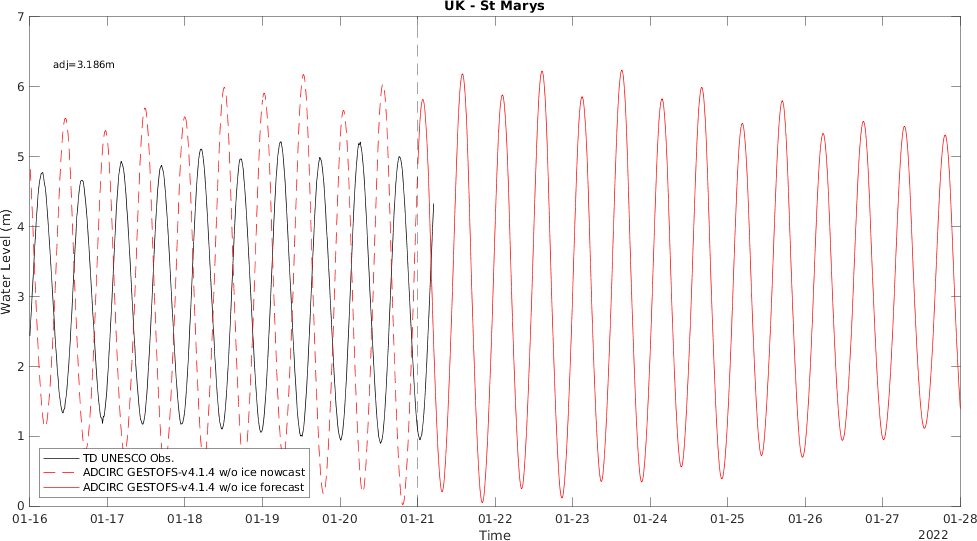 UK - St Marys
7
6
5
4
3
2
1
0
Water Level (m)
adj=3.186m
TD UNESCO Obs.
ADCIRC GESTOFS-v4.1.4 w/o ice nowcast
ADCIRC GESTOFS-v4.1.4 w/o ice forecast
01-16 01-17 01-18 01-19 01-20 01-21 01-22 01-23 01-24 01-25 01-26 01-27 01-28
Time
2022